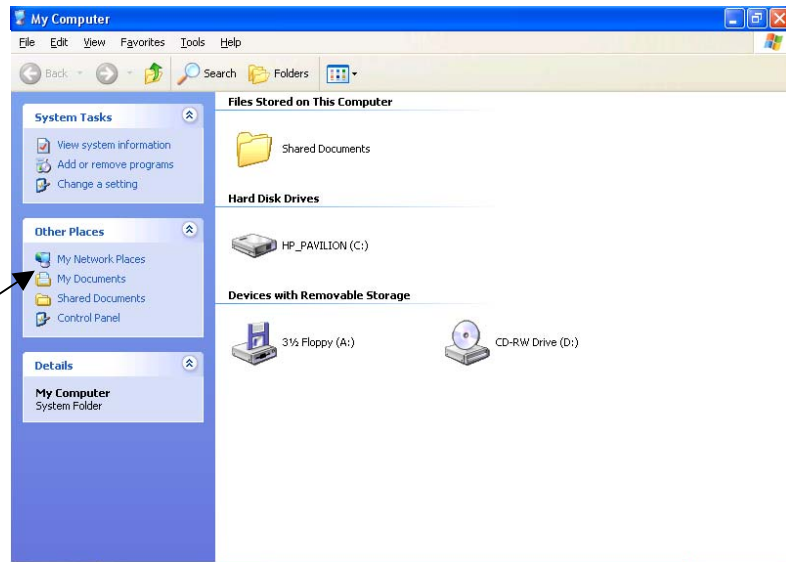 My Computer
File Edit View Favorites Tools Help
Back Search Folders
System Tasks
View system information
Add or remove programs
Change a setting
Other Places
My Network Places
My Documents
Shared Documents
Control Panel
Details
My Computer
System Folder
Files Stored on This Computer
Shared Documents
Hard Disk Drives
HP_PAVILION (C:)
Devices with Removable Storage
3½ Floppy (A:) CD-RW Drive (D:)